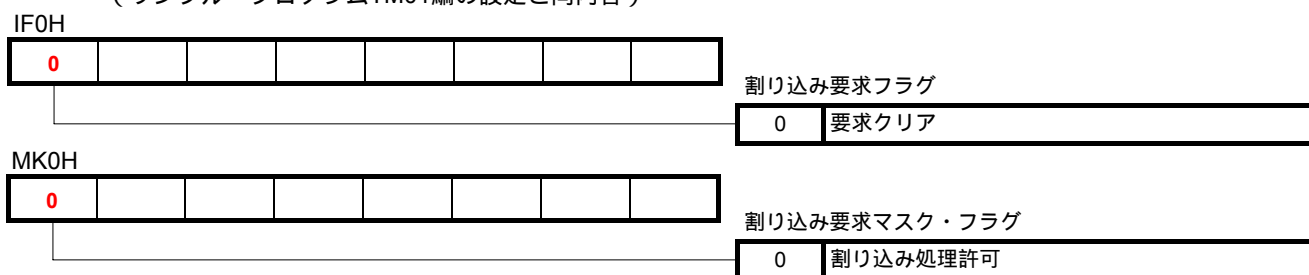 IF0H
0
割り込み要求フラグ
0 要求クリア
MK0H
0
割り込み要求マスク・フラグ
0 割り込み処理許可